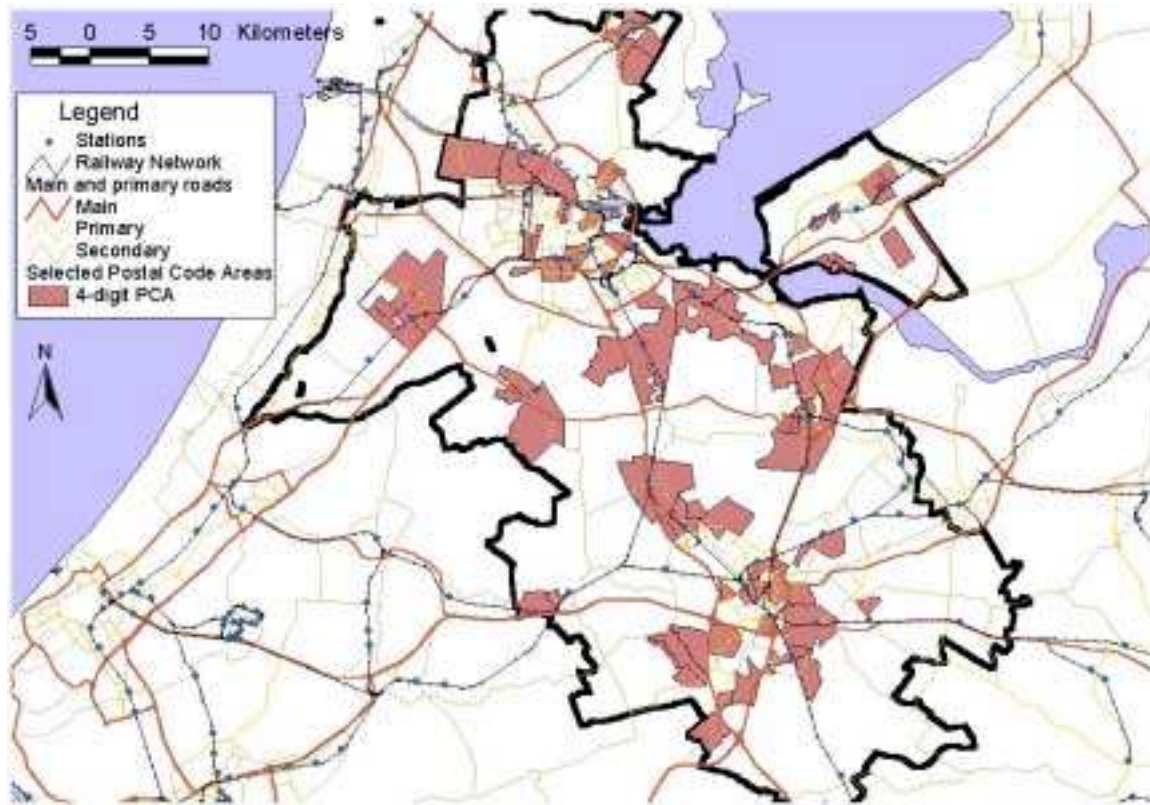 5 0 5 10 Kilometers
Legend
Stations
Railway Network
Main and primary roads
Main
Primary
Secondary
Selected Postal Code Areas
4-digit PCA
N